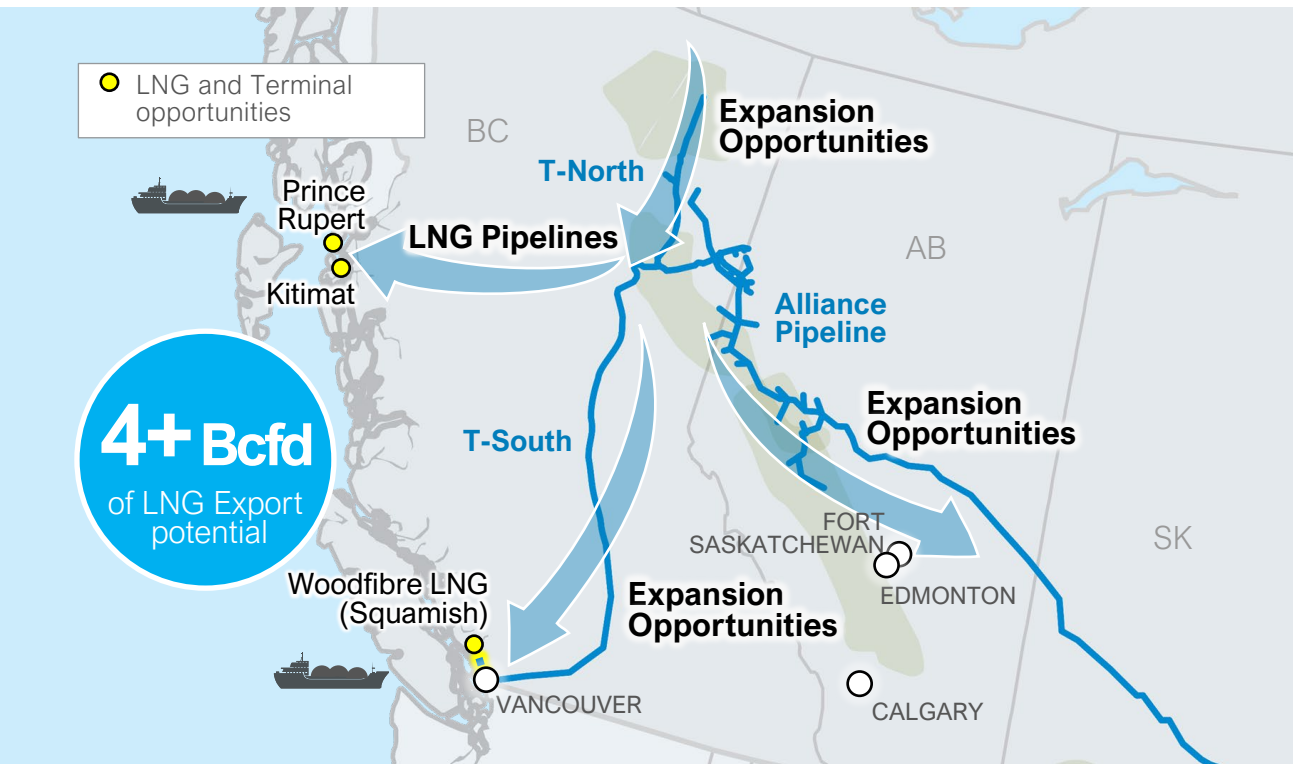 LNG and Terminal
opportunities
BC
Expansion
Opportunities
T-North
Prince
Rupert
LNG Pipelines
AB
Kitimat
Alliance
Pipeline
4+ Bcfd
of LNG Export
potential
T-South
Expansion
Opportunities
FORT
SASKATCHEWAN
SK
EDMONTON
Woodfibre LNG
(Squamish)
Expansion
Opportunities
VANCOUVER
CALGARY